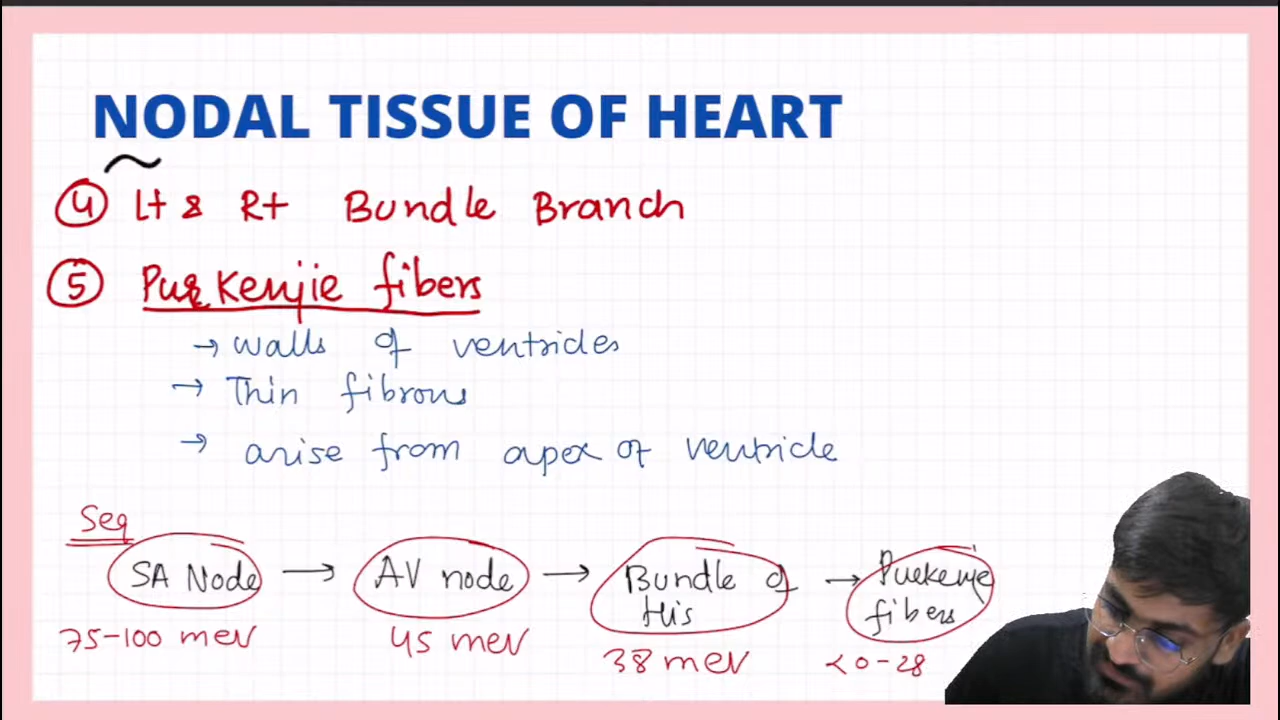 NODAL TISSUE OF HEART
④ Lt & Rt Bundle Branch
⑤ Purkenjie fibers
→ walls of ventricles
→ Thin fibrous
→ arise from apex of ventricle
Seq
SA Node → AV node → Bundle of His → Purkenje fibers
75-100 mev 45 mev 38 mev 20-28